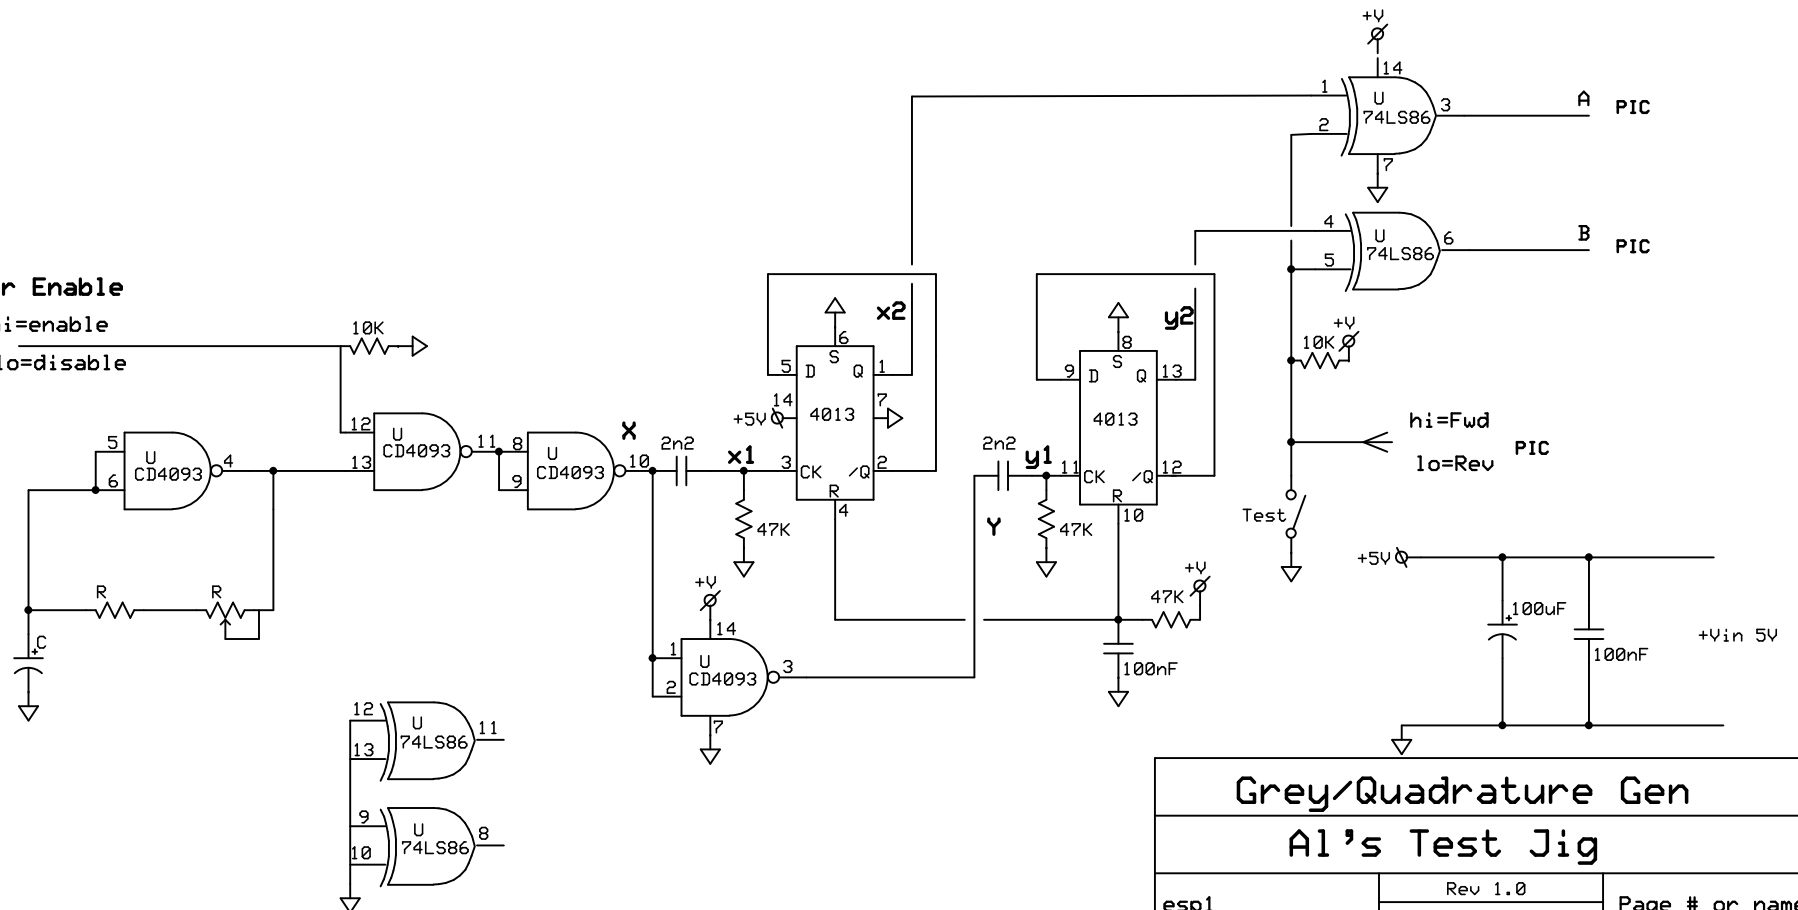 +V
14
1
U
74LS86
3
A
PIC
2
7
4
U
74LS86
6
B
PIC
5
r Enable
i=enable
lo=disable
10K
x2
y2
+V
10K
6
S
5
D
Q
1
14
+5V
4013
7
3
CK
/Q
2
R
4
8
S
9
D
Q
13
4013
11
CK
/Q
12
R
10
hi=Fwd
lo=Rev
PIC
Test
5
6
U
CD4093
4
12
13
U
CD4093
11
8
9
U
CD4093
10
X
2n2
x1
47K
2n2
y1
Y
47K
R
R
+
C
+V
14
1
2
U
CD4093
3
7
+V
47K
100nF
+5V
+
100uF
100nF
+Vin 5V
12
13
U
74LS86
11
9
10
U
74LS86
8
Grey/Quadrature Gen
Al's Test Jig
esp1
Rev 1.0
Page # or name